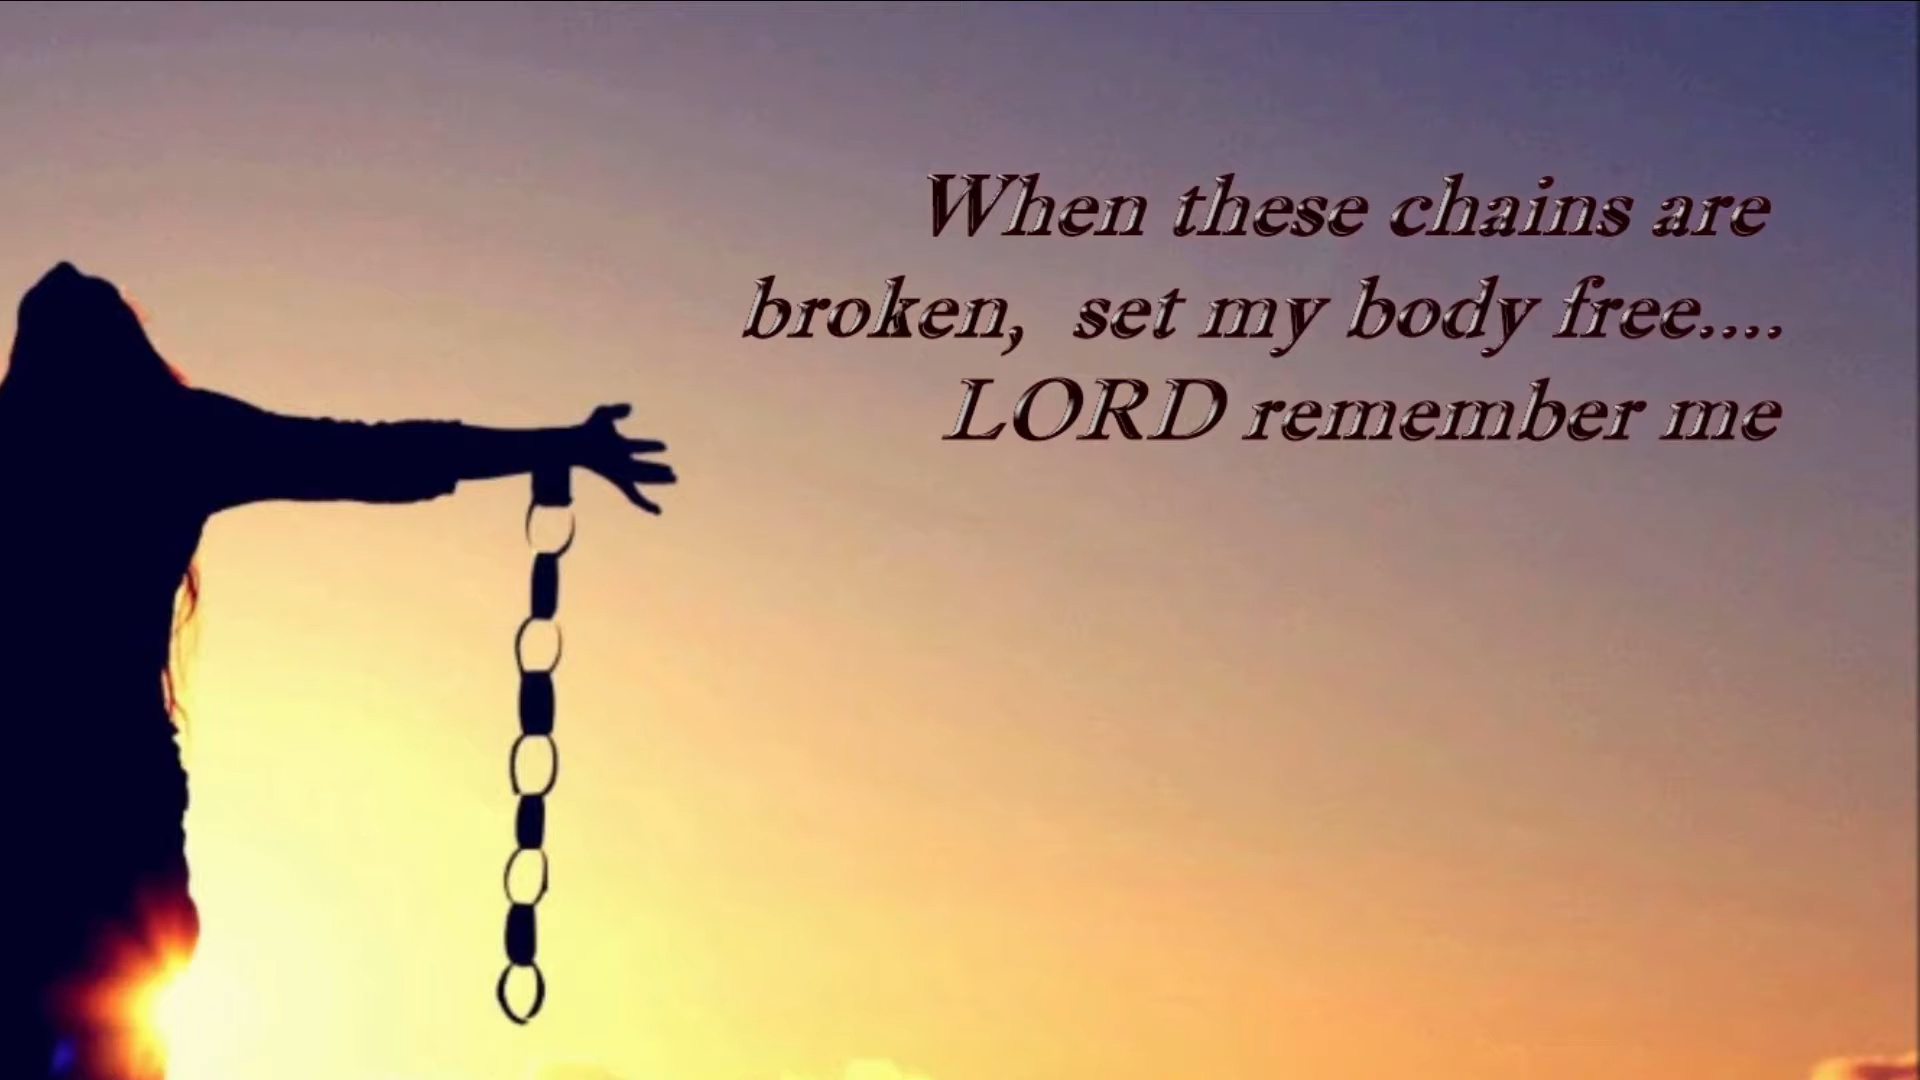 When these chains are
broken, set my body free....
LORD remember me